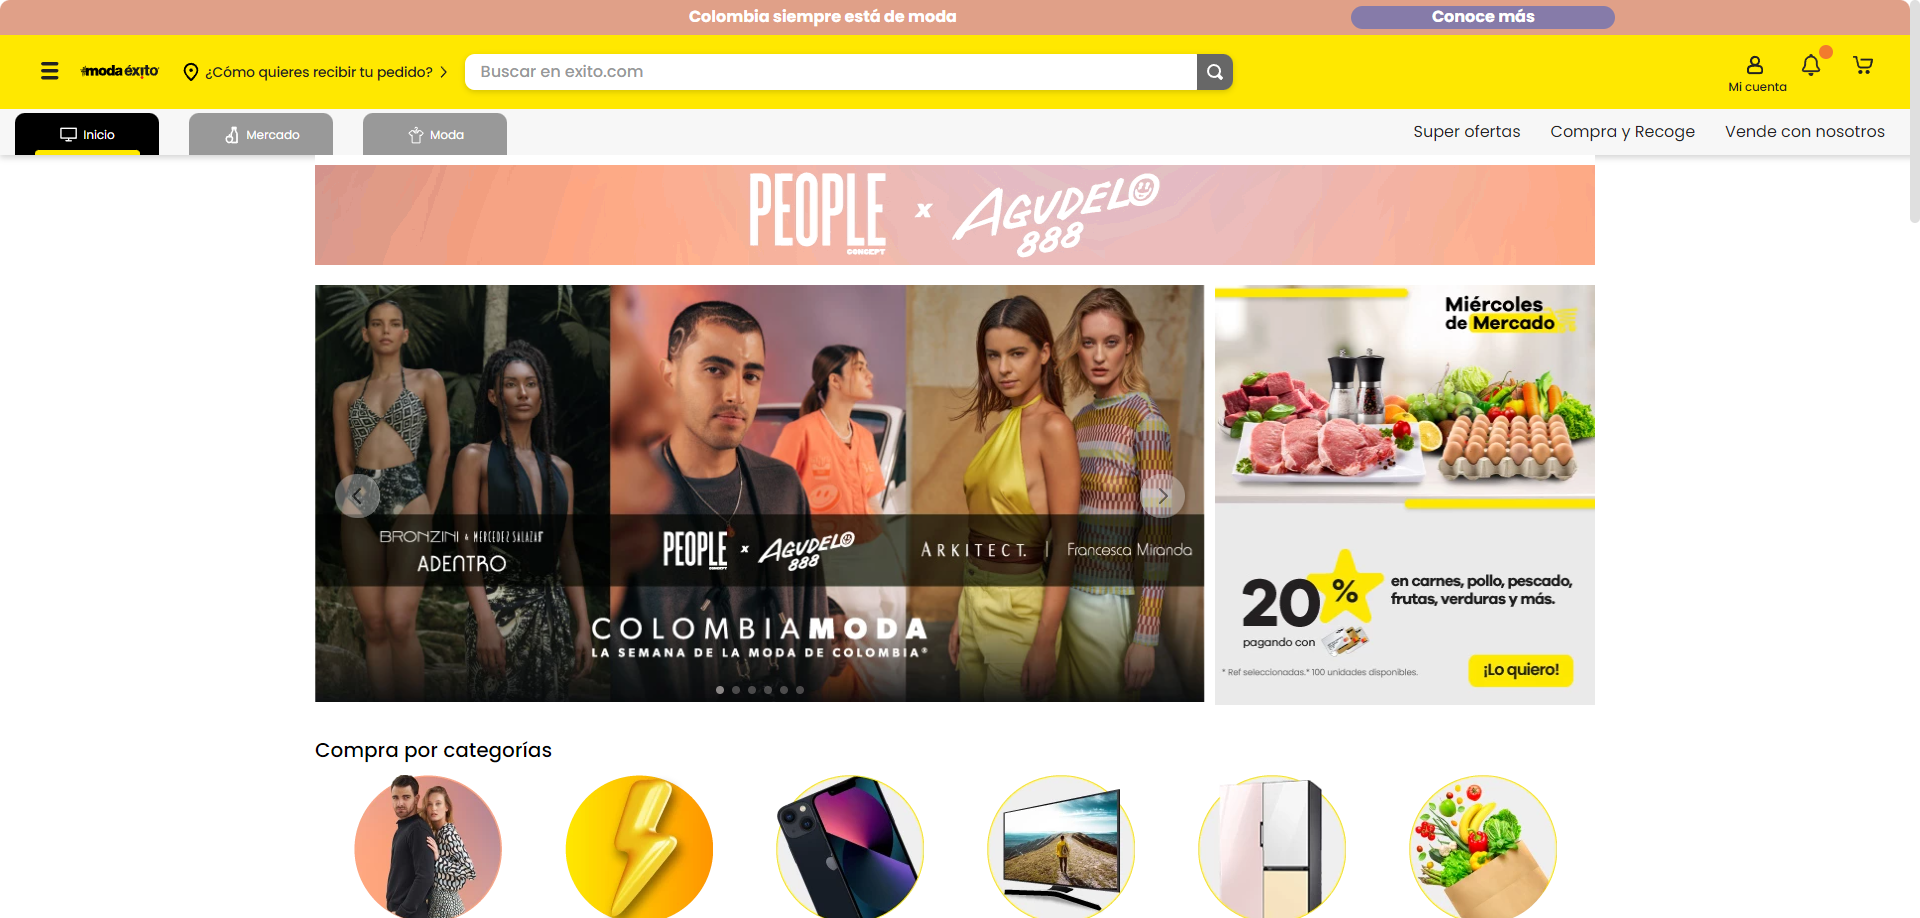 Colombia siempre está de moda
Conoce más
#moda éxito
¿Cómo quieres recibir tu pedido?
Buscar en exito.com
Mi cuenta
Inicio
Mercado
Moda
Super ofertas
Compra y Recoge
Vende con nosotros
PEOPLE
CONCEPT
x
AGUDELO
888
BRONZINI & MERCEDEZ SALAZAR
ADENTRO
PEOPLE
CONCEPT
x
AGUDELO
888
ARKITECT. | Francesca Miranda
COLOMBIAMODA
LA SEMANA DE LA MODA DE COLOMBIA®
Miércoles
de Mercado
20%
en carnes, pollo, pescado,
frutas, verduras y más.
pagando con
* Ref seleccionadas.* 100 unidades disponibles.
¡Lo quiero!
Compra por categorías